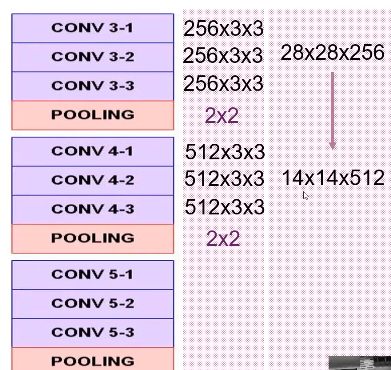 CONV 3-1 256x3x3
CONV 3-2 256x3x3 28x28x256
CONV 3-3 256x3x3
POOLING 2x2
CONV 4-1 512x3x3
CONV 4-2 512x3x3 14x14x512
CONV 4-3 512x3x3
POOLING 2x2
CONV 5-1
CONV 5-2
CONV 5-3
POOLING